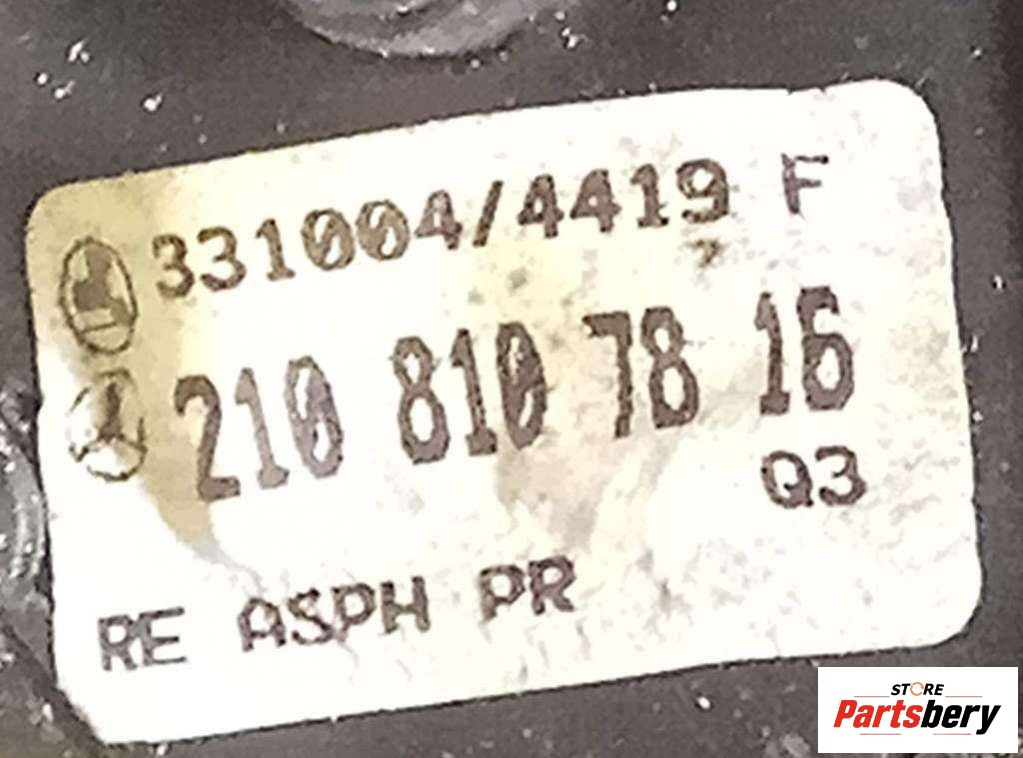 331004/4419 F
210 810 78 16
Q3
RE ASPH PR
STORE
Partsbery